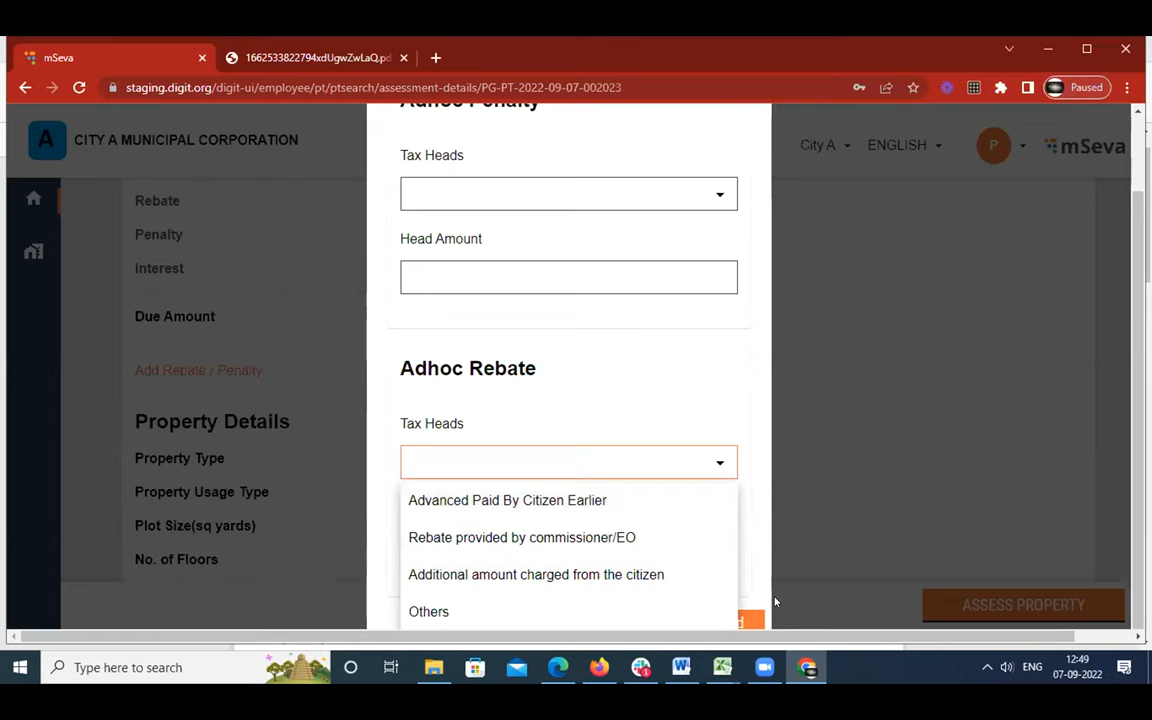 mSeva
1662533822794xdUgwZwLaQ.pd
staging.digit.org/digit-ui/employee/pt/ptsearch/assessment-details/PG-PT-2022-09-07-002023
Paused
A
CITY A MUNICIPAL CORPORATION
City A
ENGLISH
P
mSeva
Adhoc Penalty
Tax Heads
Head Amount
Rebate
Penalty
Interest
Due Amount
Add Rebate / Penalty
Property Details
Property Type
Property Usage Type
Plot Size(sq yards)
No. of Floors
Adhoc Rebate
Tax Heads
Advanced Paid By Citizen Earlier
Rebate provided by commissioner/EO
Additional amount charged from the citizen
Others
ASSESS PROPERTY
Type here to search
ENG
12:49
07-09-2022